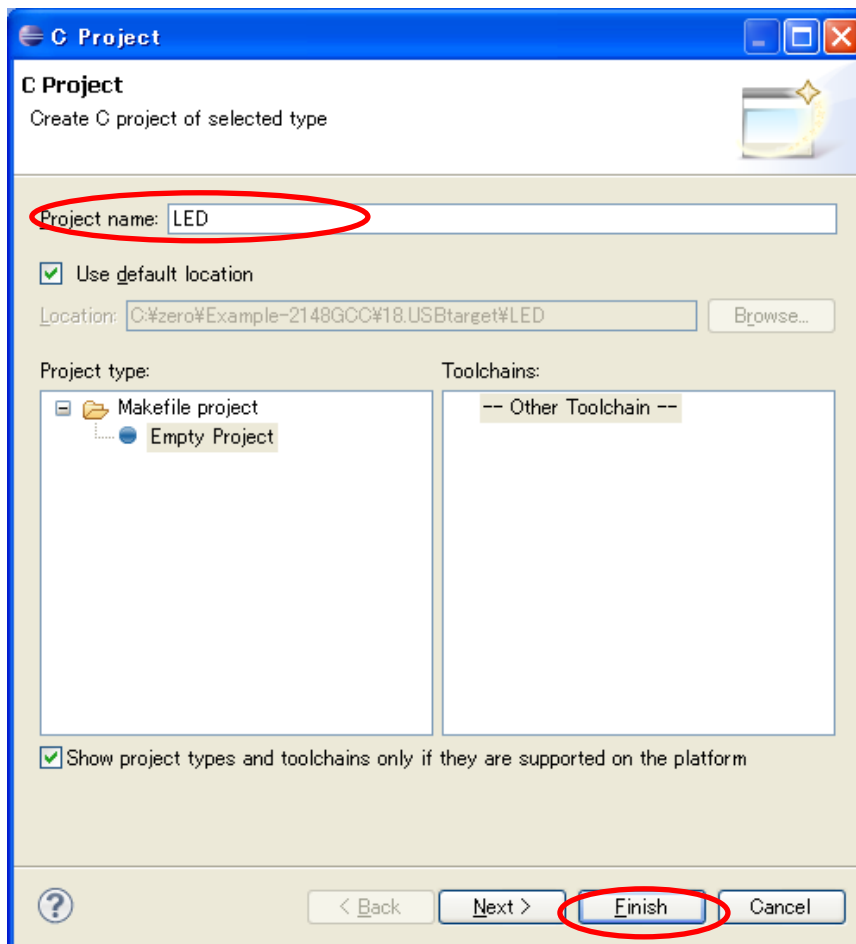 C Project
C Project
Create C project of selected type
Project name: LED
Use default location
Location: C:¥zero¥Example-2148GCC¥18.USBtarget¥LED Browse...
Project type: Toolchains:
Makefile project -- Other Toolchain --
Empty Project
Show project types and toolchains only if they are supported on the platform
? < Back Next > Finish Cancel